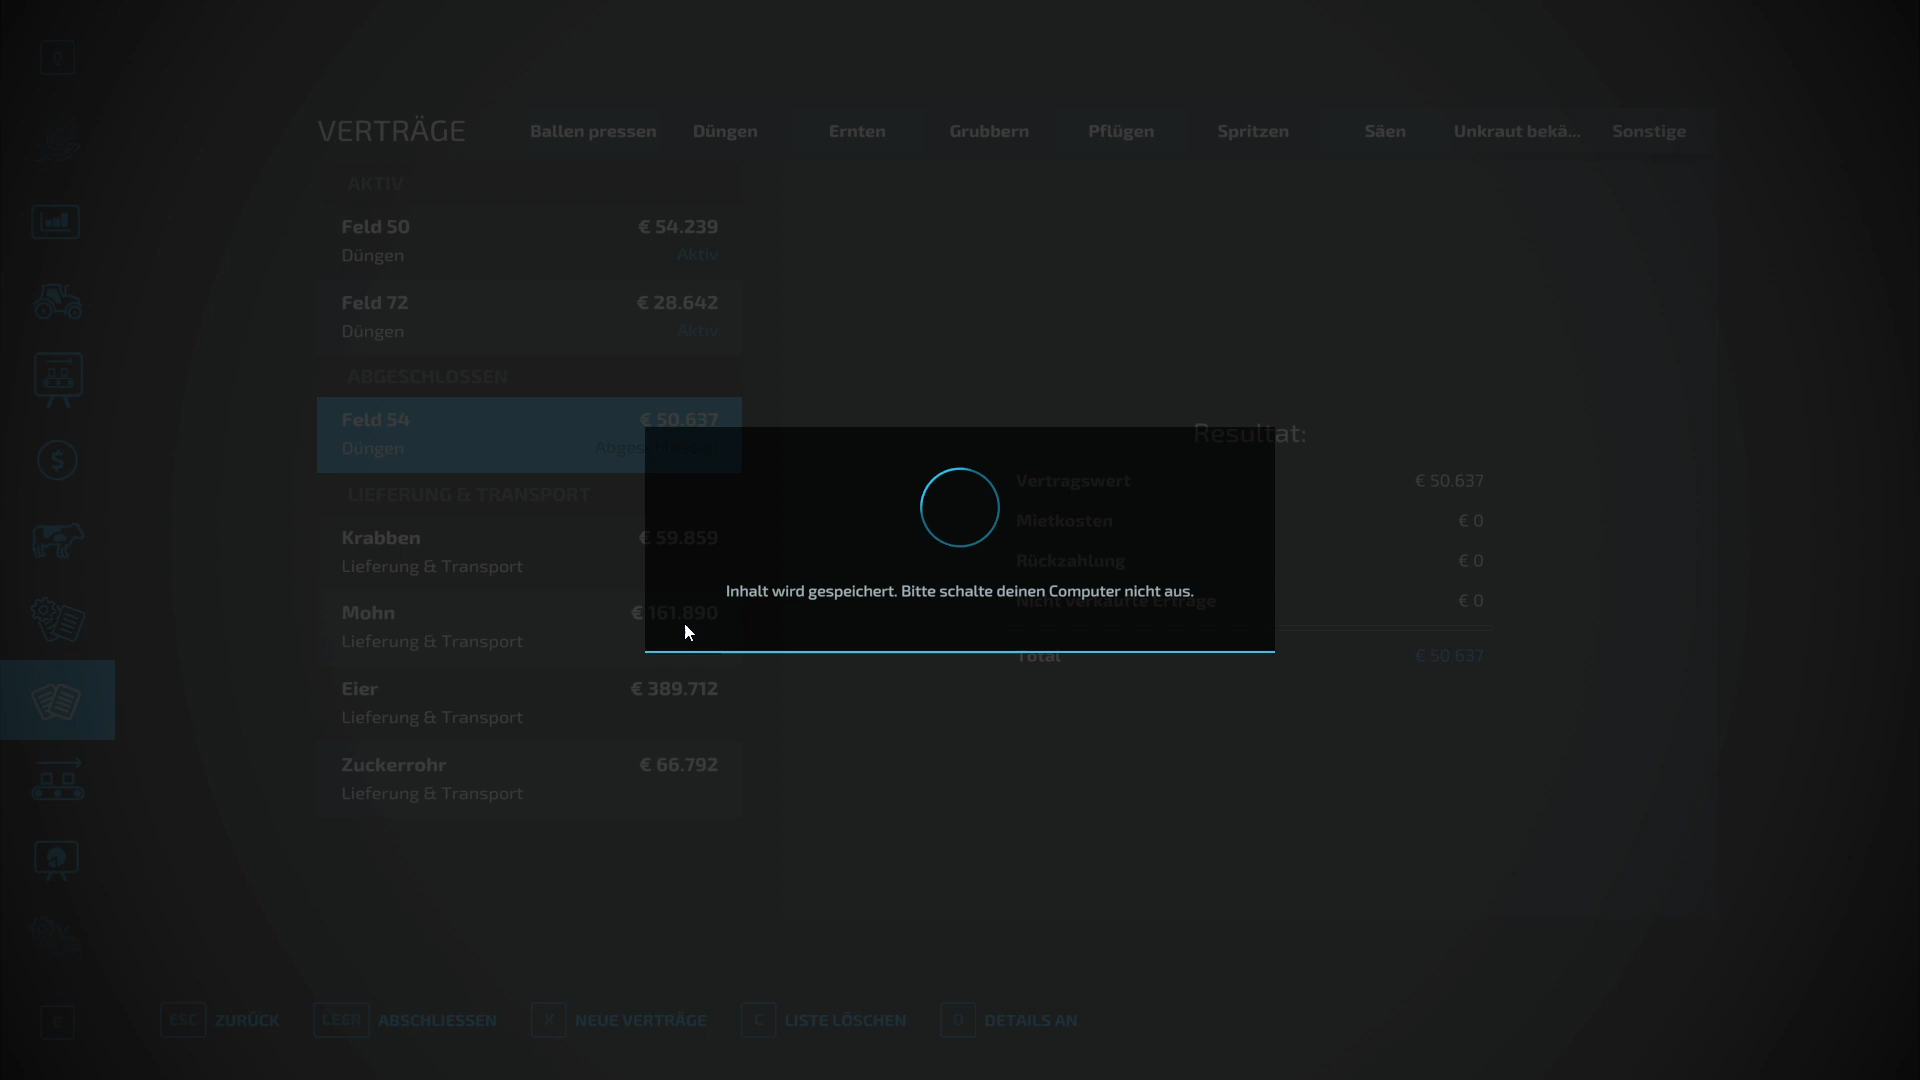 VERTRÄGE
Ballen pressen
Düngen
Ernten
Grubbern
Pflügen
Spritzen
Säen
Unkraut bekä...
Sonstige
AKTIV
Feld 50
€ 54.239
Düngen
Aktiv
Feld 72
€ 28.642
Düngen
Aktiv
ABGESCHLOSSEN
Feld 54
€ 50.637
Düngen
LIEFERUNG & TRANSPORT
Krabben
€ 59.859
Lieferung & Transport
Mohn
€ 161.890
Lieferung & Transport
Eier
€ 389.712
Lieferung & Transport
Zuckerrohr
€ 66.792
Lieferung & Transport
Resultat:
Vertragswert
€ 50.637
Mietkosten
€ 0
Rückzahlung
€ 0
Inhalt wird gespeichert. Bitte schalte deinen Computer nicht aus.
Nicht verkaufte Erträge
€ 0
Total
€ 50.637
ESC ZURÜCK
LEER ABSCHLIESSEN
X NEUE VERTRÄGE
C LISTE LÖSCHEN
O DETAILS AN